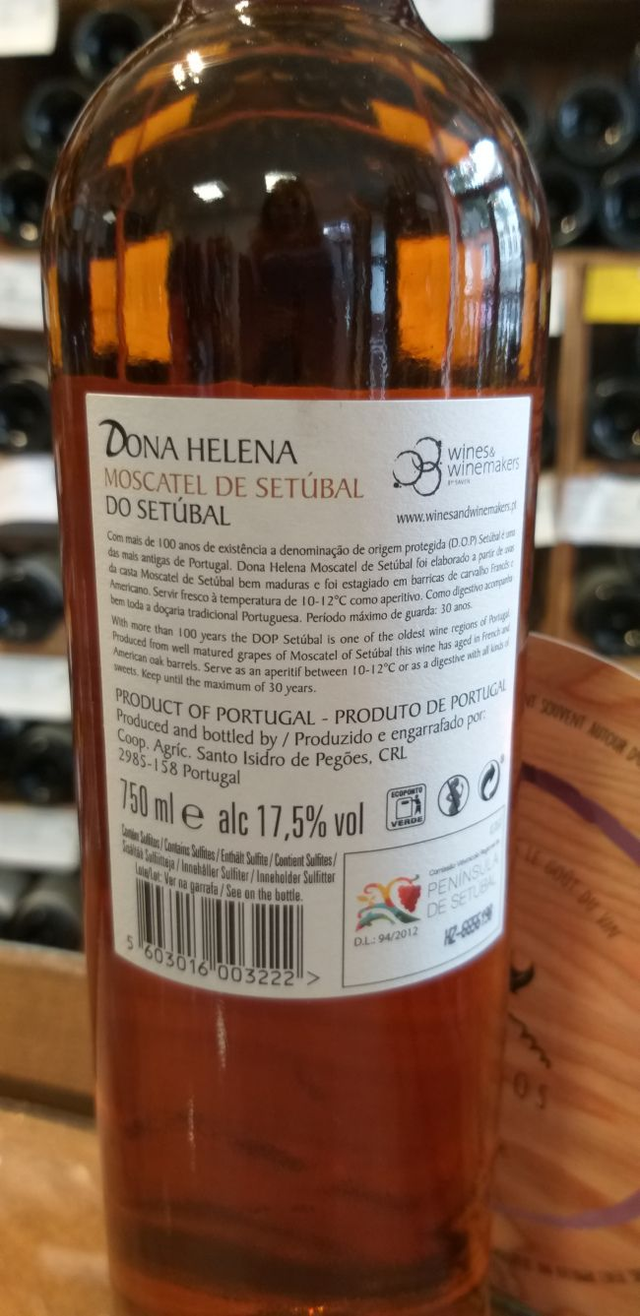 DONA HELENA
MOSCATEL DE SETÚBAL
DO SETÚBAL
wines&
winemakers
BY SAVEN
www.winesandwinemakers.pt
Com mais de 100 anos de existência a denominação de origem protegida (D.O.P) Setúbal é uma
das mais antigas de Portugal. Dona Helena Moscatel de Setúbal foi elaborado a partir de uvas
da casta Moscatel de Setúbal bem maduras e foi estagiado em barricas de carvalho Francês e
Americano. Servir fresco à temperatura de 10-12°C como aperitivo. Como digestivo acompanha
bem toda a doçaria tradicional Portuguesa. Período máximo de guarda: 30 anos.
With more than 100 years the DOP Setúbal is one of the oldest wine regions of Portugal.
Produced from well matured grapes of Moscatel of Setúbal this wine has aged in French and
American oak barrels. Serve as an aperitif between 10-12°C or as a digestive with all kinds of
sweets. Keep until the maximum of 30 years.
PRODUCT OF PORTUGAL - PRODUTO DE PORTUGAL
Produced and bottled by / Produzido e engarrafado por:
Coop. Agríc. Santo Isidro de Pegões, CRL
2985-158 Portugal
750 ml e alc 17,5% vol
ECOPONTO
VERDE
Contém Sulfitos / Contains Sulfites / Enthält Sulfite / Contient Sulfites /
Sisältää Sulfiitteja / Innehåller Sulfiter / Inneholder Sulfitter
Lote/Lot: Ver na garrafa / See on the bottle.
5 603016 003222 >
PENÍNSULA
DE SETÚBAL
D.L.: 94/2012
SOUVENT AUTOUR
LE GOÛT DU VIN